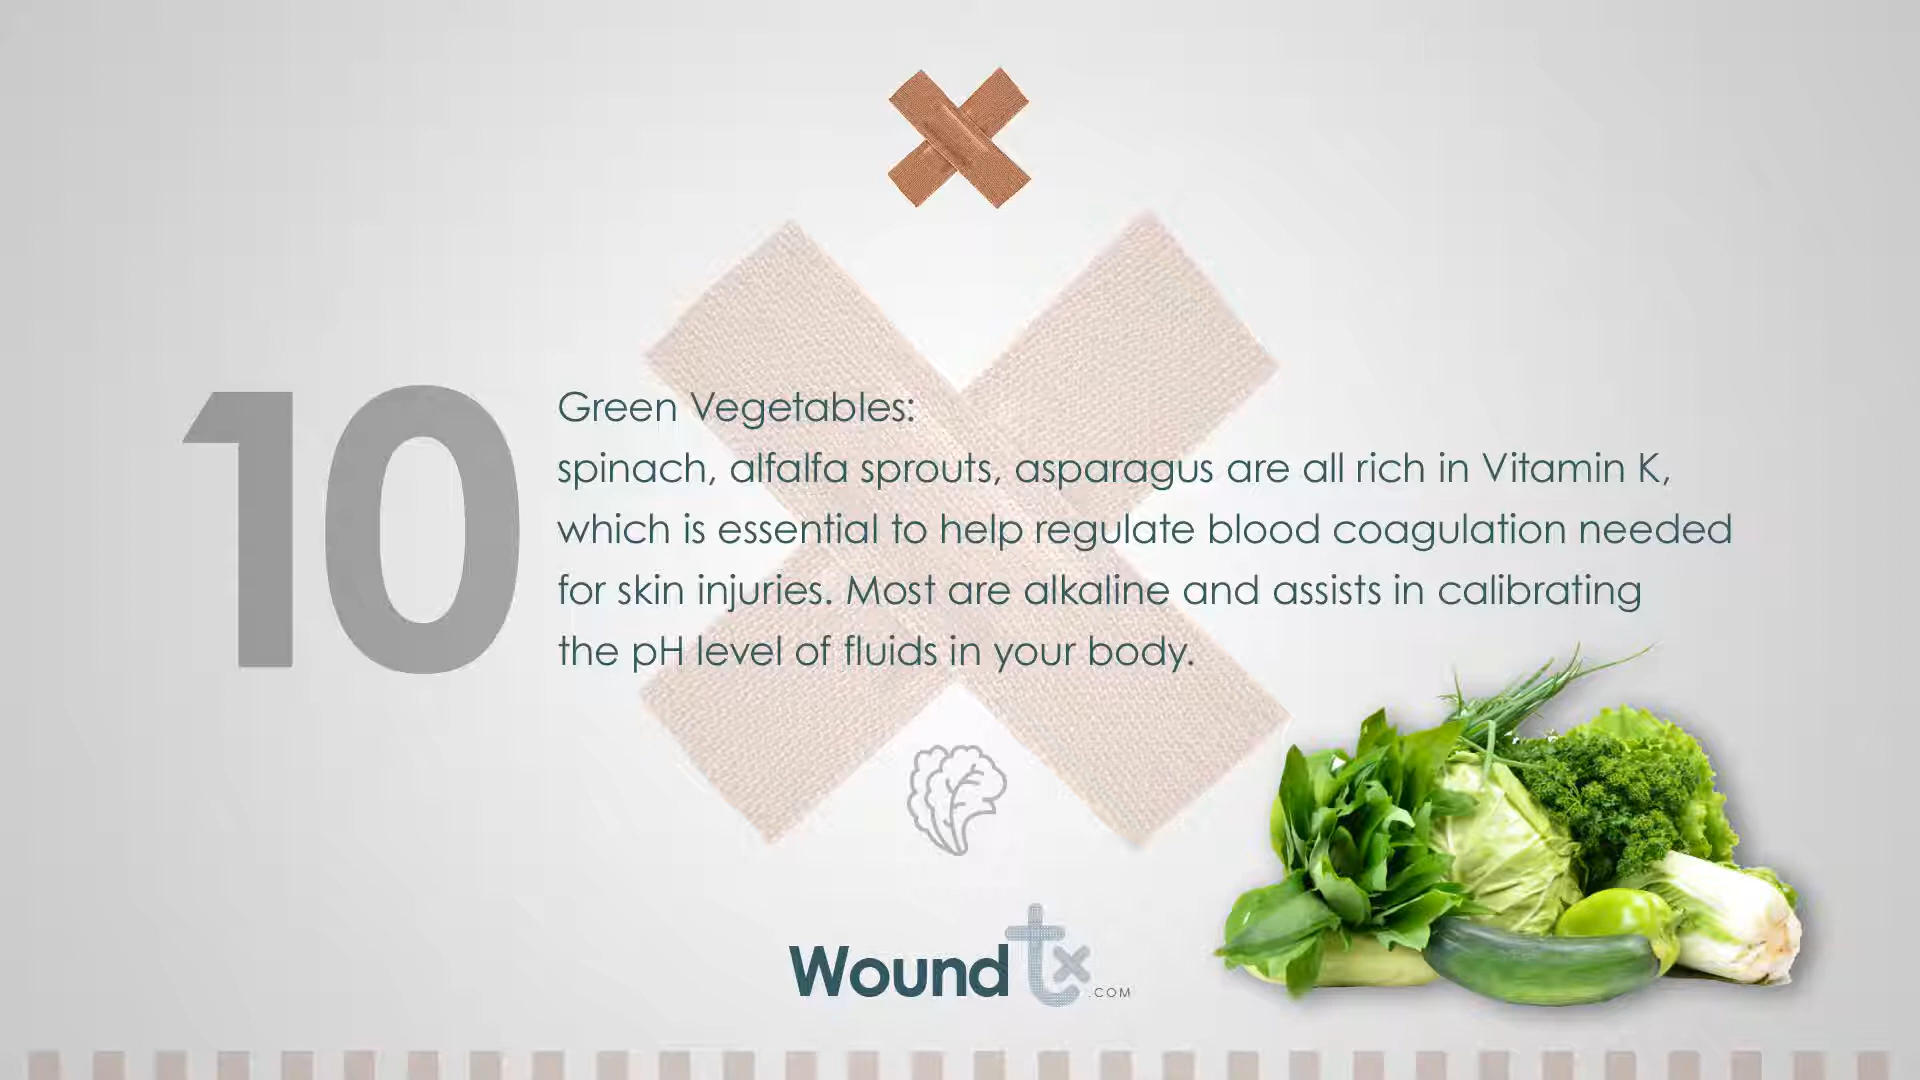 10
Green Vegetables:
spinach, alfalfa sprouts, asparagus are all rich in Vitamin K,
which is essential to help regulate blood coagulation needed
for skin injuries. Most are alkaline and assists in calibrating
the pH level of fluids in your body.
Wound tx .COM